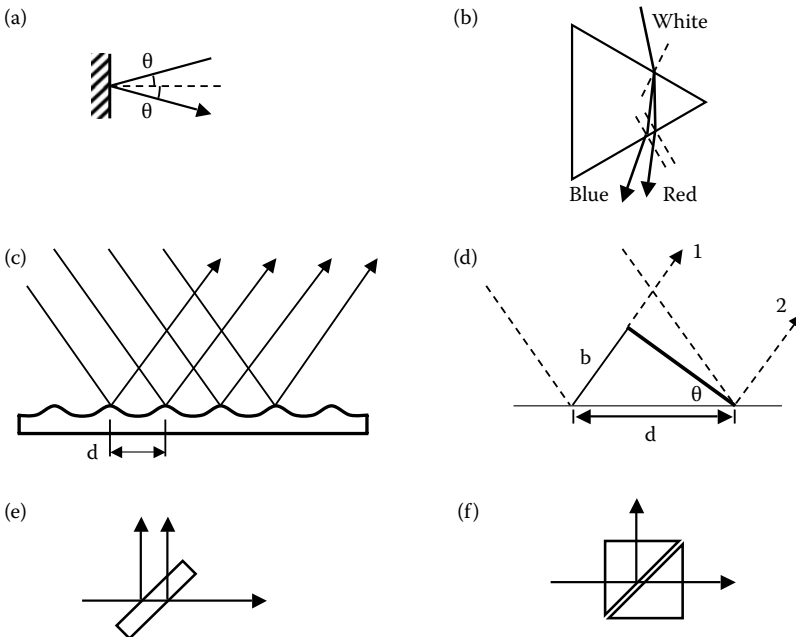 (a)
θ
θ
(b)
White
Blue
Red
(c)
d
(d)
1
2
b
θ
d
(e)
(f)